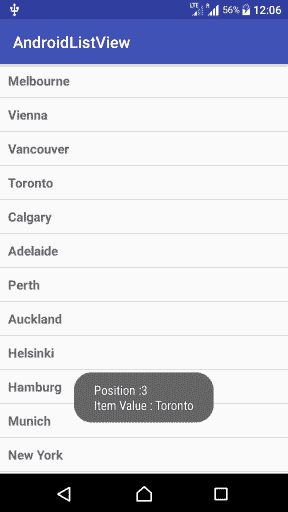 LTE R 56% 12:06
AndroidListView
Melbourne
Vienna
Vancouver
Toronto
Calgary
Adelaide
Perth
Auckland
Helsinki
Hamburg
Position :3
Item Value : Toronto
Munich
New York